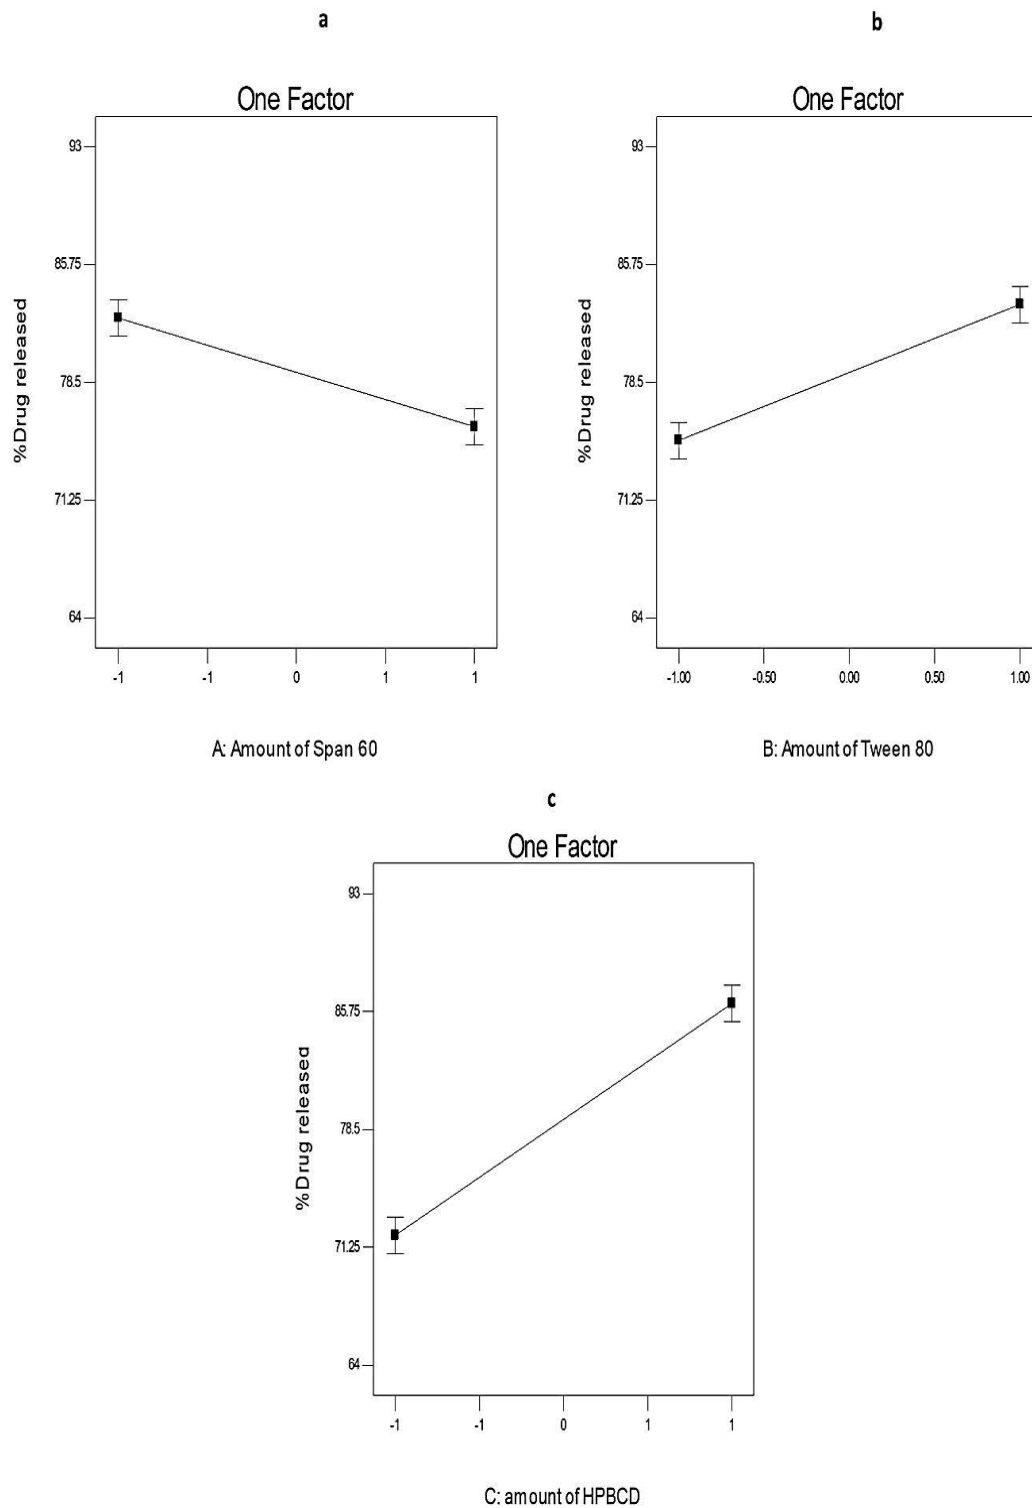 a
One Factor
93
85.75
78.5
71.25
64
%Drug released
-1 -1 0 1 1
A: Amount of Span 60
b
One Factor
93
85.75
78.5
71.25
64
%Drug released
-1.00 -0.50 0.00 0.50 1.00
B: Amount of Tween 80
c
One Factor
93
85.75
78.5
71.25
64
%Drug released
-1 -1 0 1 1
C: amount of HPBCD